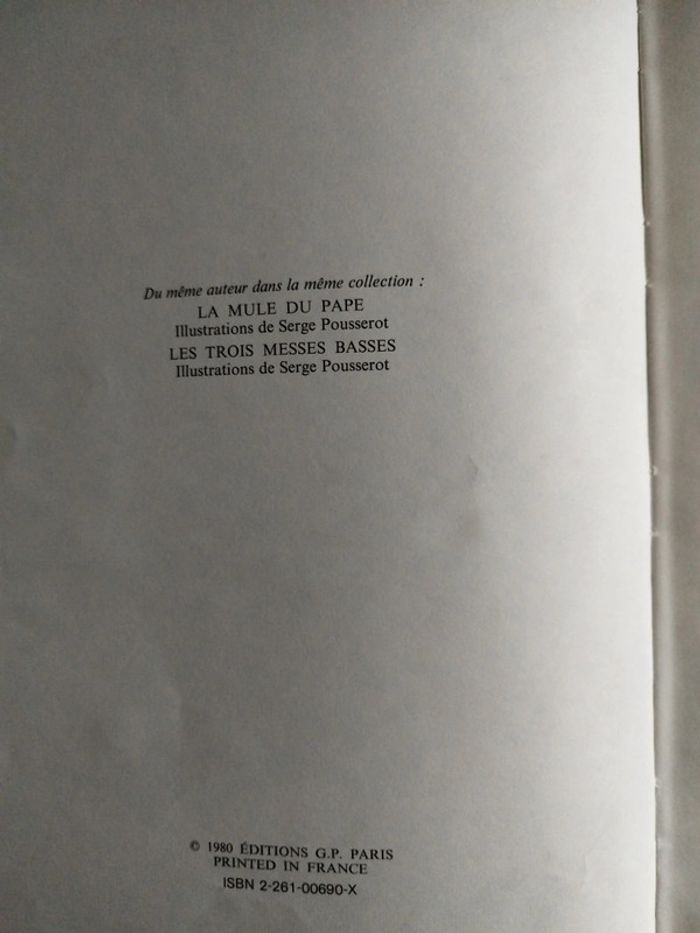 Du même auteur dans la même collection :
LA MULE DU PAPE
Illustrations de Serge Pousserot
LES TROIS MESSES BASSES
Illustrations de Serge Pousserot
© 1980 ÉDITIONS G.P. PARIS
PRINTED IN FRANCE
ISBN 2-261-00690-X